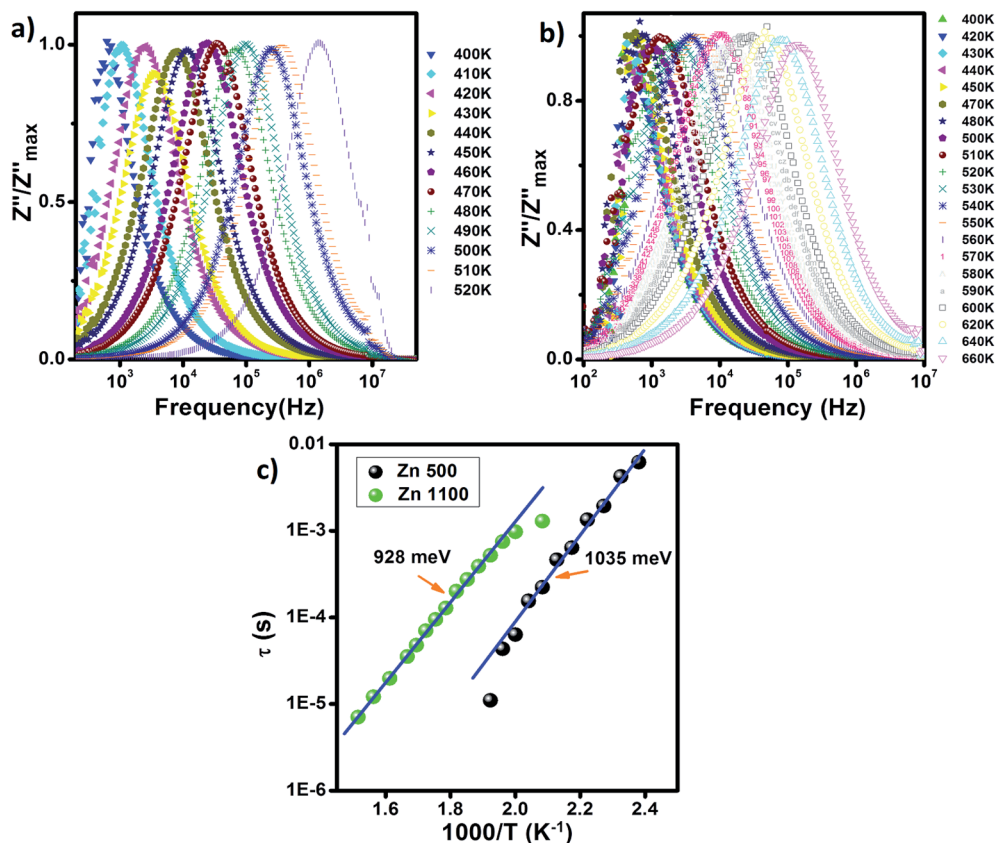 a)
1.0
0.5
0.0
Z"/Z"max
10³ 10⁴ 10⁵ 10⁶ 10⁷
Frequency(Hz)
400K
410K
420K
430K
440K
450K
460K
470K
480K
490K
500K
510K
520K
b)
0.8
0.4
0.0
Z"/Z"max
10² 10³ 10⁴ 10⁵ 10⁶ 10⁷
Frequency (Hz)
400K
420K
430K
440K
450K
470K
480K
500K
510K
520K
530K
540K
550K
560K
1 570K
580K
a 590K
600K
620K
640K
660K
c)
0.01
1E-3
1E-4
1E-5
1E-6
τ (s)
Zn 500
Zn 1100
928 meV
1035 meV
1.6 1.8 2.0 2.2 2.4
1000/T (K⁻¹)